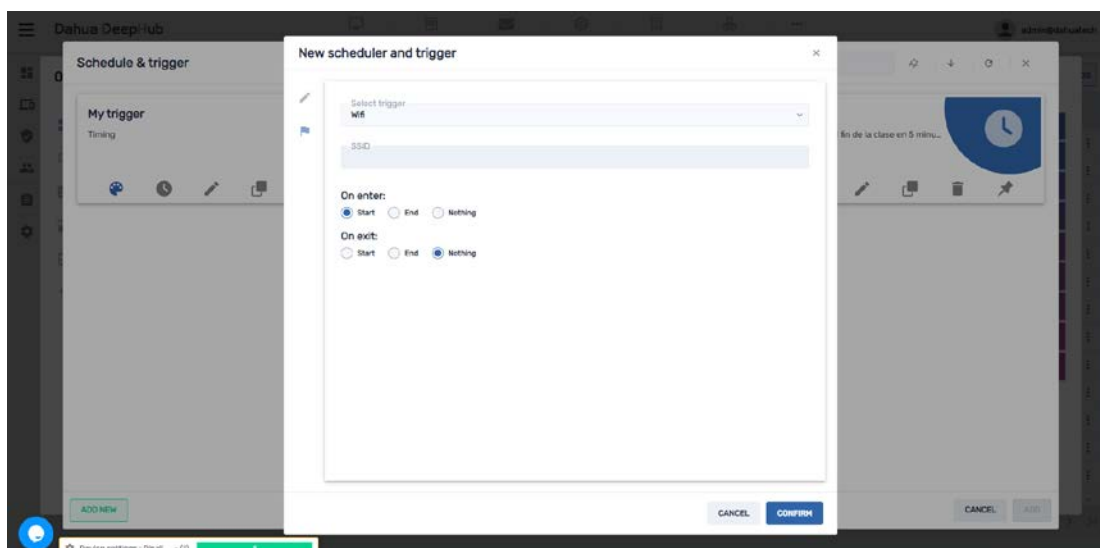 Dahua DeepHub
Schedule & trigger
My trigger
Timing
New scheduler and trigger
Select trigger
Wifi
SSID
On enter:
Start End Nothing
On exit:
Start End Nothing
fin de la clase en 5 minu...
CANCEL CONFIRM
ADD NEW
CANCEL ADD